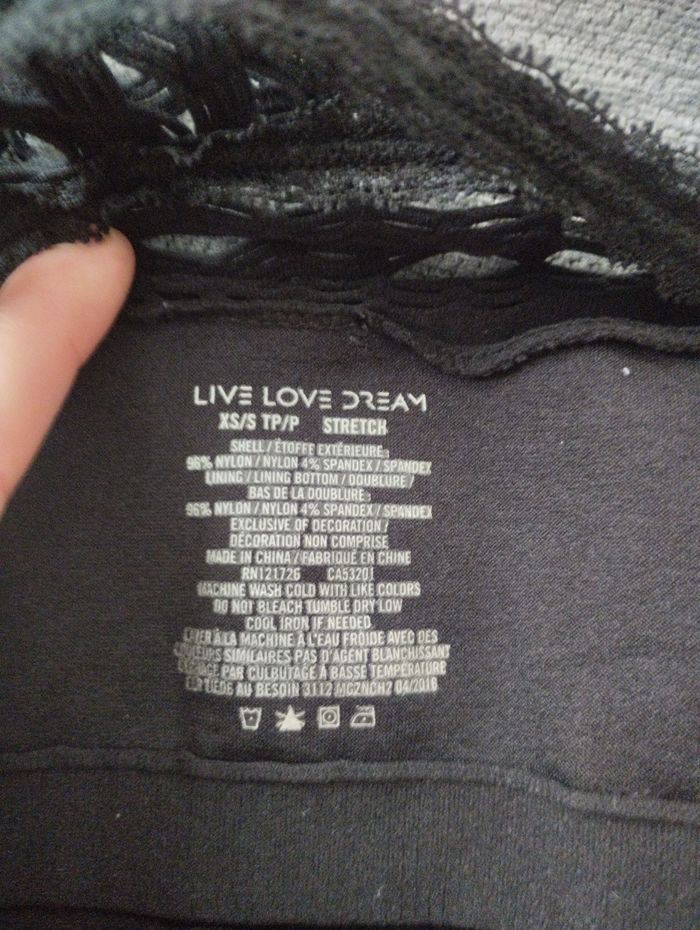 LIVE LOVE DREAM
XS/S TP/P STRETCH
SHELL / ÉTOFFE EXTÉRIEURE:
96% NYLON / NYLON 4% SPANDEX / SPANDEX
LINING / LINING BOTTOM / DOUBLURE /
BAS DE LA DOUBLURE:
96% NYLON / NYLON 4% SPANDEX / SPANDEX
EXCLUSIVE OF DECORATION /
DÉCORATION NON COMPRISE
MADE IN CHINA / FABRIQUÉ EN CHINE
RN121726 CA53201
MACHINE WASH COLD WITH LIKE COLORS
DO NOT BLEACH TUMBLE DRY LOW
COOL IRON IF NEEDED
LAVER À LA MACHINE À L'EAU FROIDE AVEC DES
COULEURS SIMILAIRES PAS D'AGENT BLANCHISSANT
PAR CULBUTAGE À BASSE TEMPÉRATURE
TIÈDE AU BESOIN 3112 MCZNCHZ 04/2016